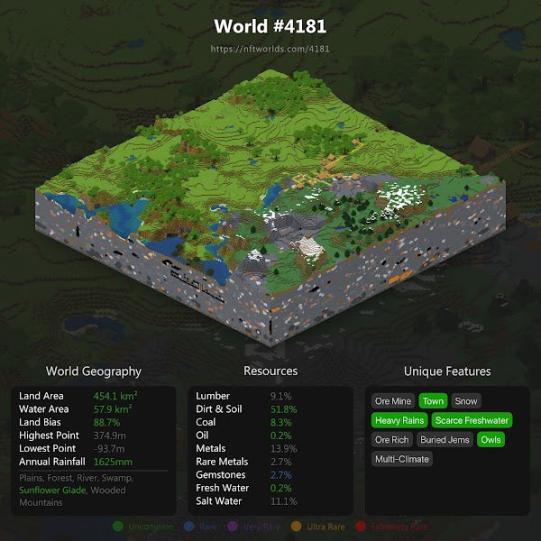 World #4181
https://nftworlds.com/4181
World Geography
Land Area 454.1 km²
Water Area 57.9 km²
Land Bias 88.7%
Highest Point 374.9m
Lowest Point -93.7m
Annual Rainfall 1625mm
Plains, Forest, River, Swamp,
Sunflower Glade, Wooded
Mountains
Resources
Lumber 9.1%
Dirt & Soil 51.8%
Coal 8.3%
Oil 0.2%
Metals 13.9%
Rare Metals 2.7%
Gemstones 2.7%
Fresh Water 0.2%
Salt Water 11.1%
Unique Features
Ore Mine Town Snow
Heavy Rains Scarce Freshwater
Ore Rich Buried Jems Owls
Multi-Climate
Uncommon Rare Very Rare Ultra Rare Extremely Rare